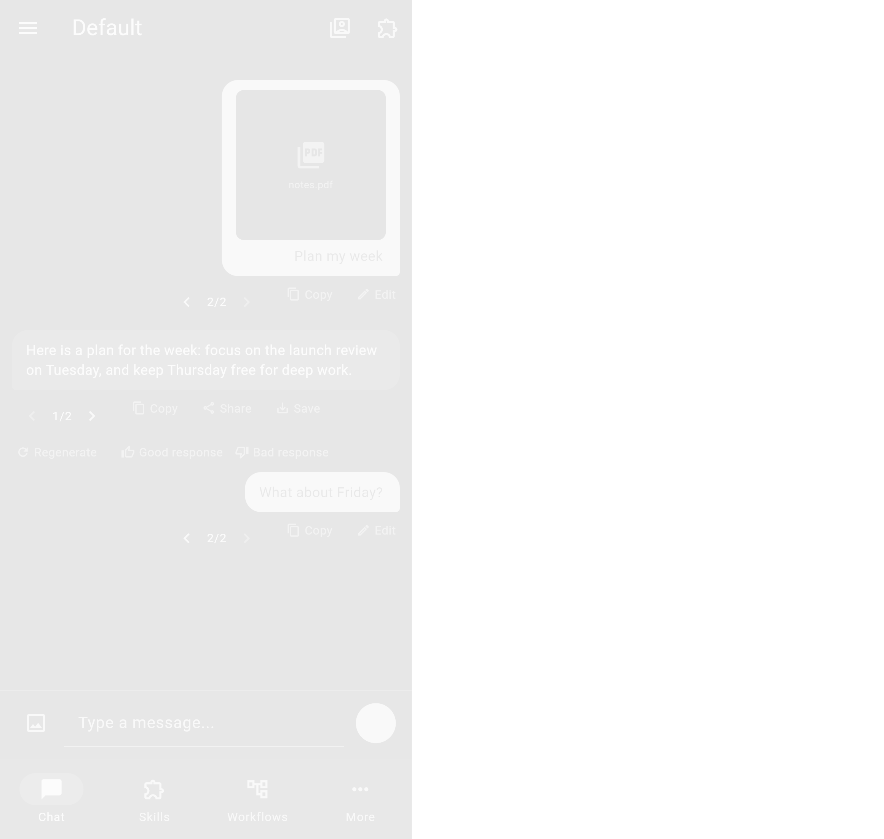 Default
PDF
notes.pdf
Plan my week
2/2
Copy
Edit
Here is a plan for the week: focus on the launch review
on Tuesday, and keep Thursday free for deep work.
1/2
Copy
Share
Save
Regenerate
Good response
Bad response
What about Friday?
2/2
Copy
Edit
Type a message...
Chat
Skills
Workflows
More